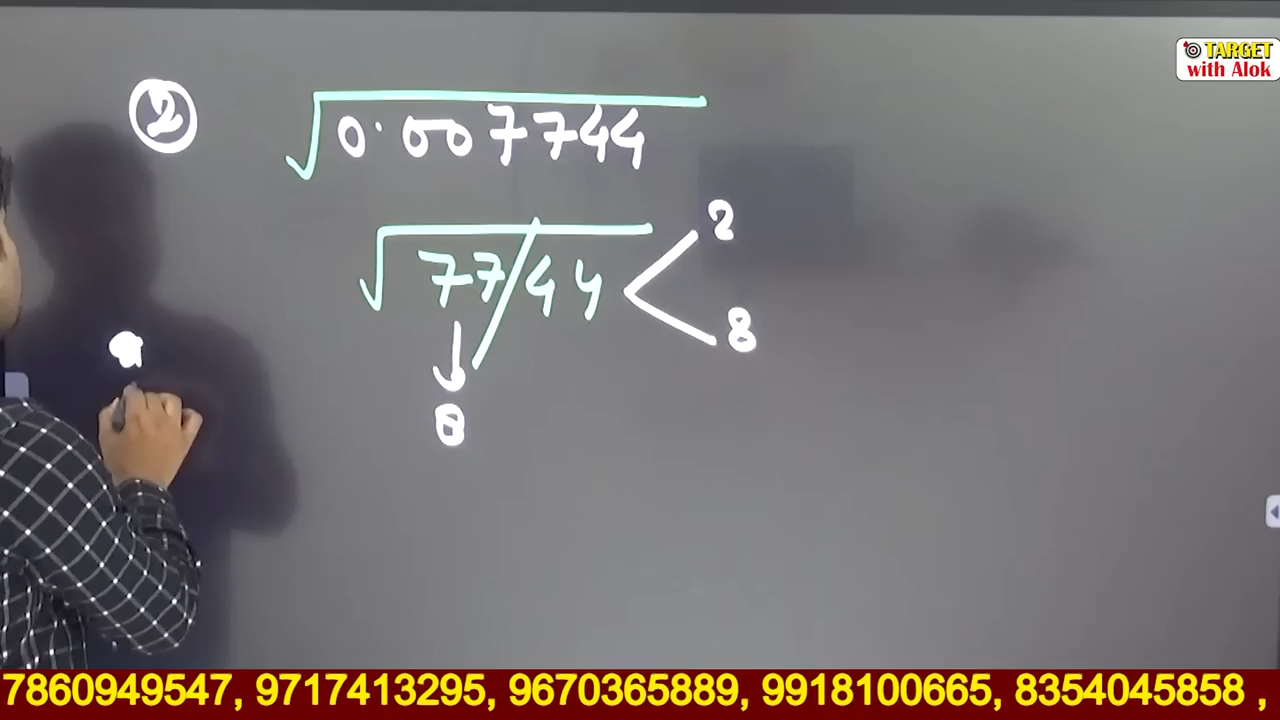 TARGET
with Alok
② √0.007744
√77/44
2
8
↓
8
7860949547, 9717413295, 9670365889, 9918100665, 8354045858 ,